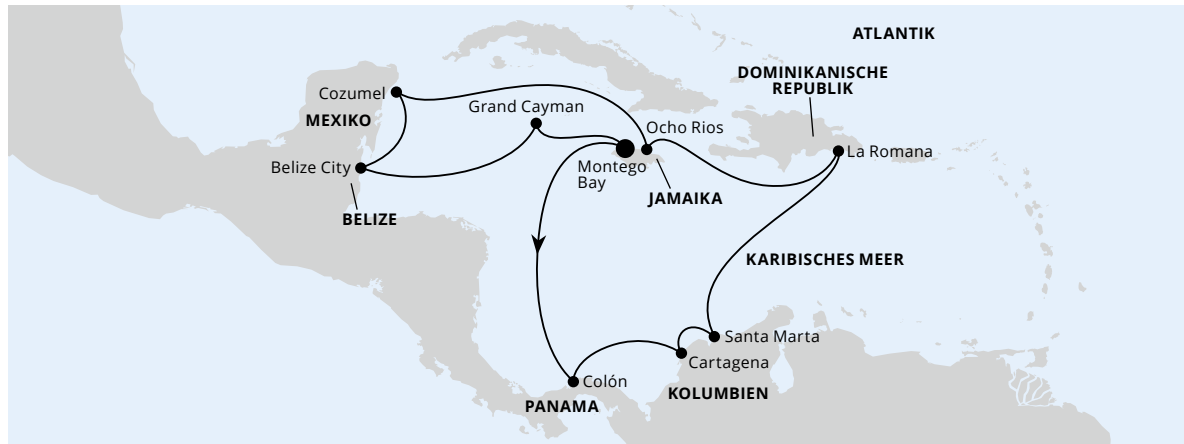 ATLANTIK
DOMINIKANISCHE
REPUBLIK
Cozumel
Grand Cayman
MEXIKO
Ocho Rios
La Romana
Belize City
Montego
Bay
JAMAIKA
BELIZE
KARIBISCHES MEER
Santa Marta
Cartagena
Colón
KOLUMBIEN
PANAMA